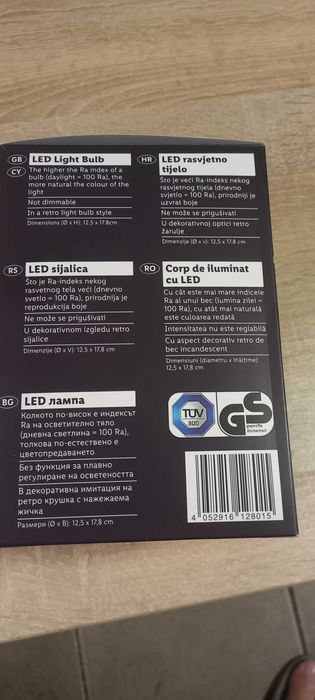 GB
CY
LED Light Bulb
The higher the Ra index of a
bulb (daylight = 100 Ra), the
more natural the colour of the
light
Not dimmable
In a retro light bulb style
Dimensions (Ø x H): 12.5 x 17.8cm
HR
LED rasvjetno
tijelo
Što je veći Ra-indeks nekog
rasvjetnog tijela (dnevno
svjetlo = 100 Ra), prirodniji je
uzvrat boje
Ne može se prigušivati
U dekorativnoj optici retro
žarulje
Dimenzije (Ø x v): 12,5 x 17,8 cm
RS
LED sijalica
Što je Ra-indeks nekog
rasvetnog tela veći (dnevno
svetlo = 100 Ra), prirodnija je
reprodukcija boja
Ne može se prigušivati
U dekorativnom izgledu retro
sijalice
Dimenzije (Ø x V): 12,5 x 17,8 cm
RO
Corp de iluminat
cu LED
Cu cât este mai mare indicele
Ra al unui bec (lumina zilei =
100 Ra), cu atât mai naturală
este culoarea redată
Intensitatea nu este reglabilă
Cu aspect decorativ retro de
bec incandescent
Dimensiuni (diametru x înălțime):
12,5 x 17,8 cm
BG
LED лампа
Колкото по-висок е индексът
Ra на осветително тяло
(дневна светлина = 100 Ra),
толкова по-естествено е
цветопредаването
Без функция за плавно
регулиране на осветеността
В декоративна имитация на
ретро крушка с нажежаема
жичка
Размери (Ø x В): 12,5 x 17,8 cm
TÜV
SÜD
GS
geprüfte
Sicherheit
4 052916 128015